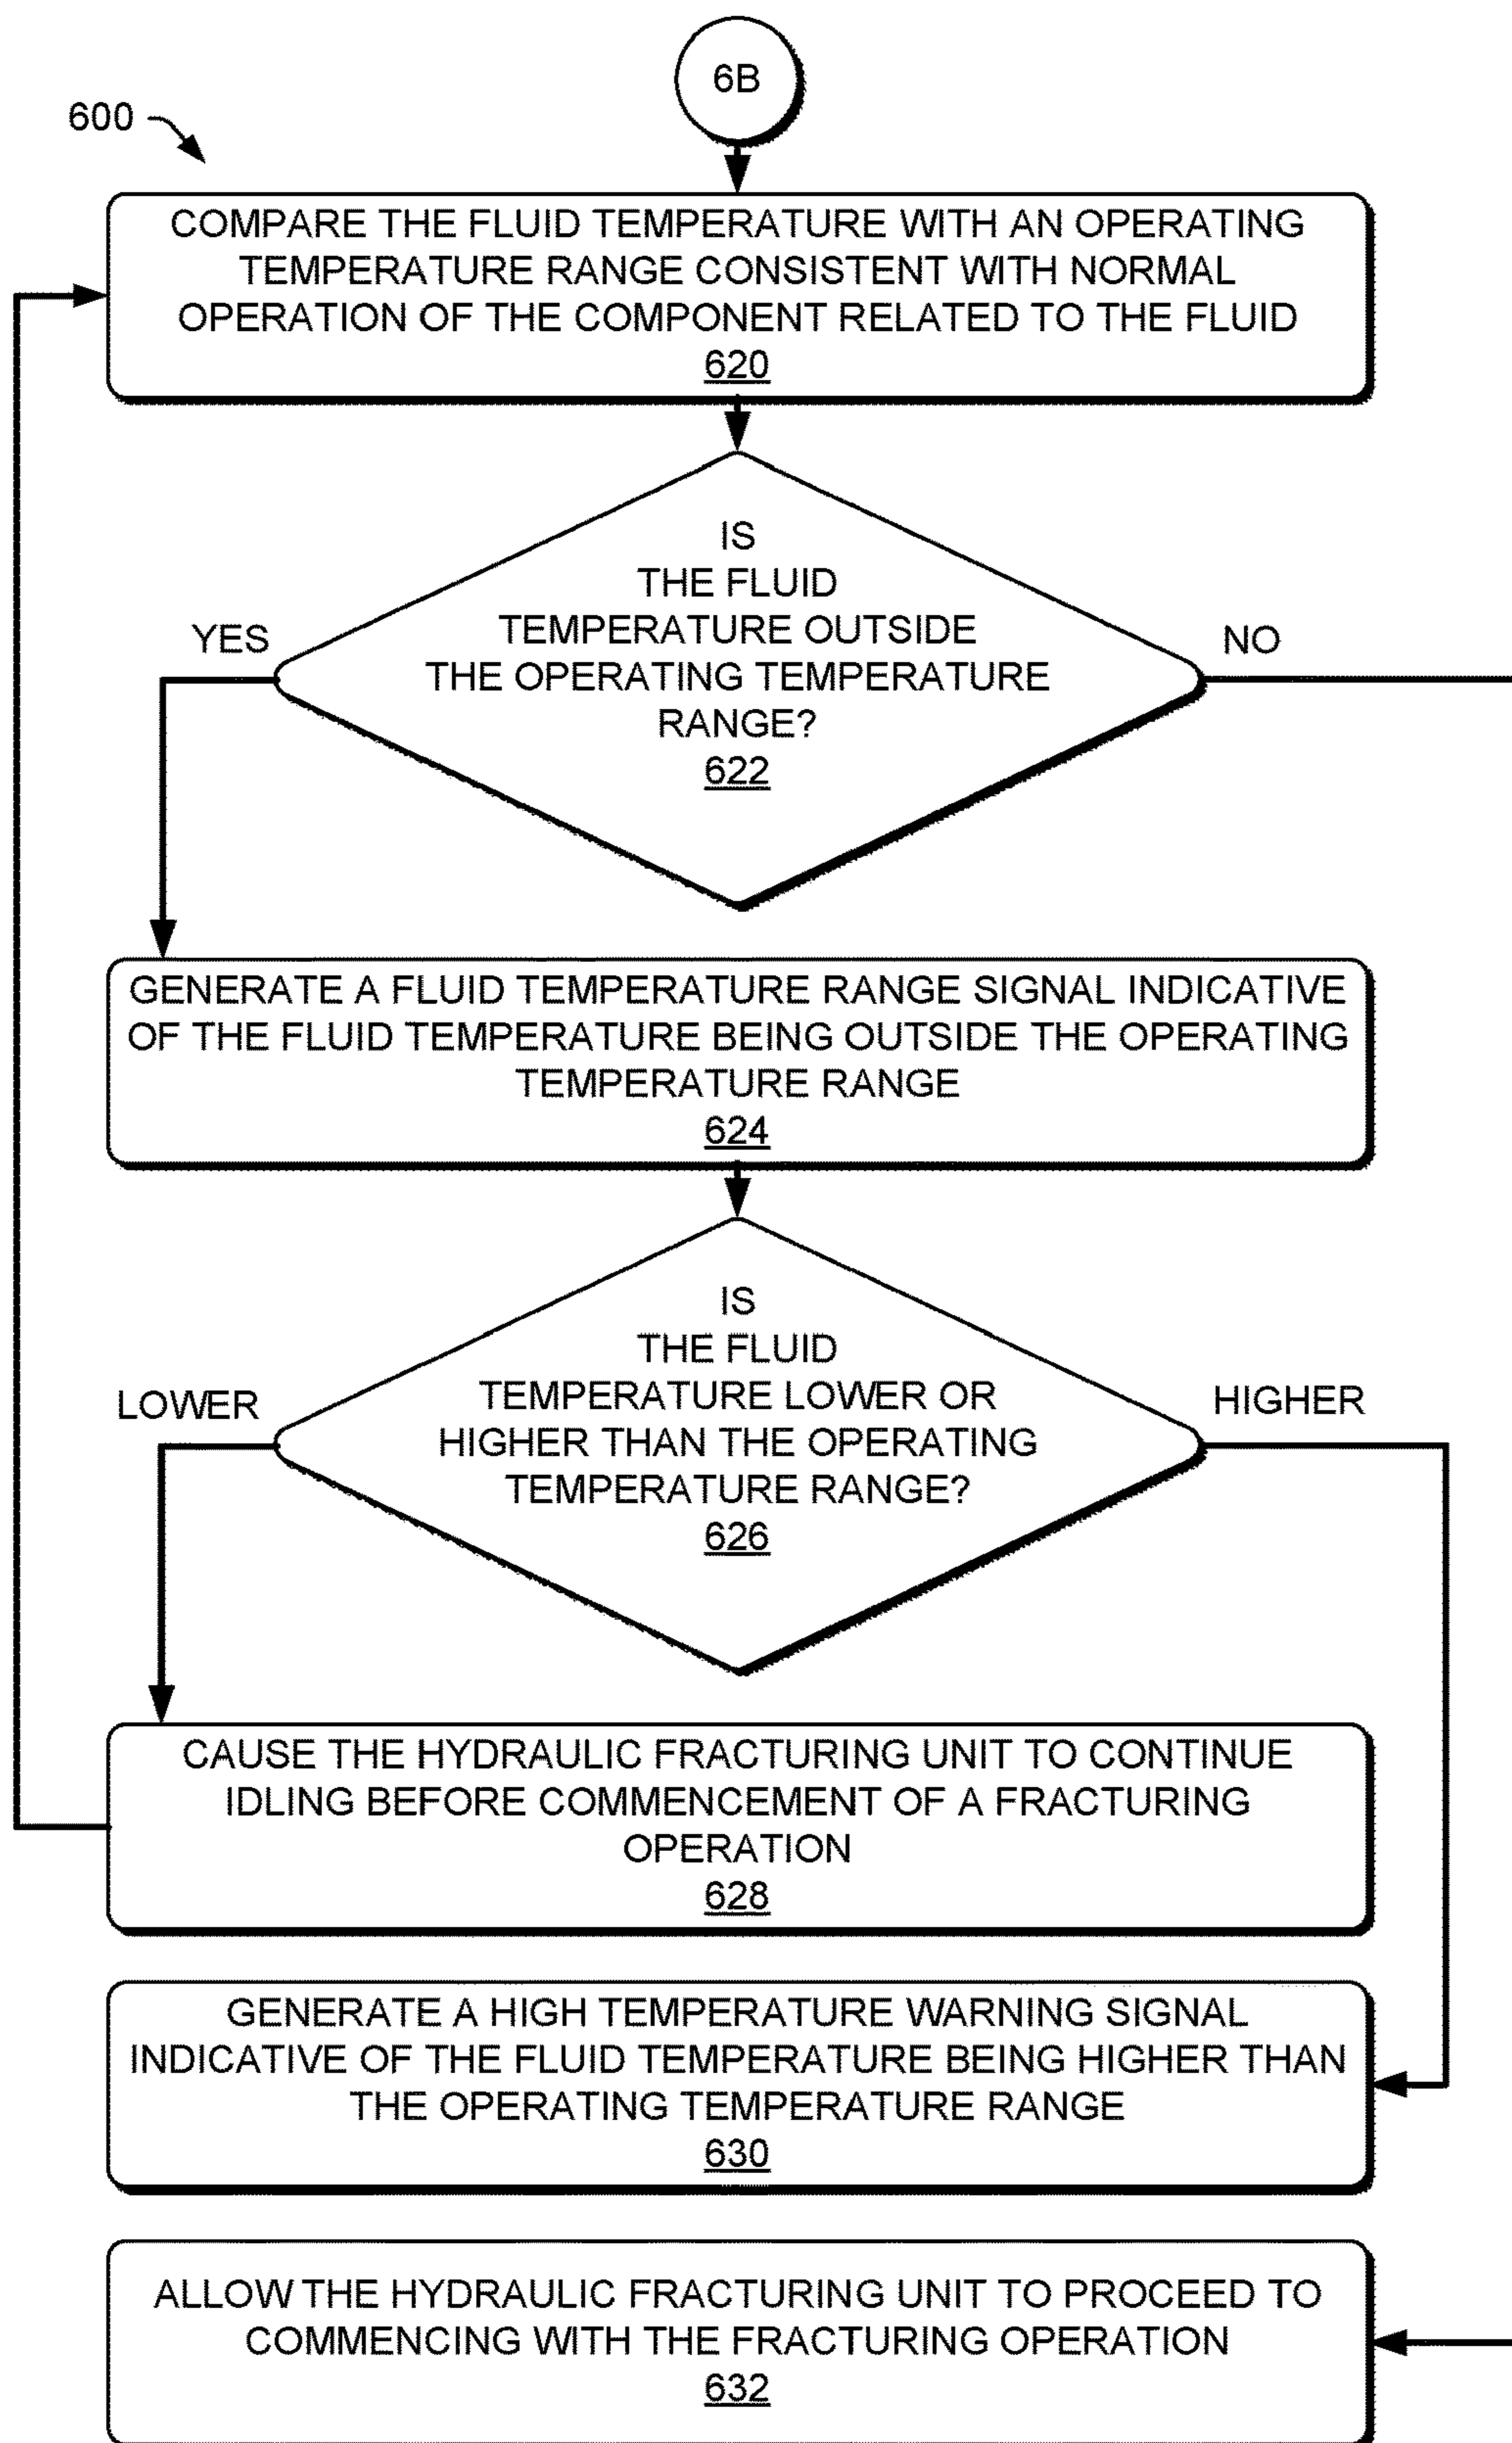 6B
600
COMPARE THE FLUID TEMPERATURE WITH AN OPERATING
TEMPERATURE RANGE CONSISTENT WITH NORMAL
OPERATION OF THE COMPONENT RELATED TO THE FLUID
620
IS
THE FLUID
TEMPERATURE OUTSIDE
THE OPERATING TEMPERATURE
RANGE?
622
YES
NO
GENERATE A FLUID TEMPERATURE RANGE SIGNAL INDICATIVE
OF THE FLUID TEMPERATURE BEING OUTSIDE THE OPERATING
TEMPERATURE RANGE
624
IS
THE FLUID
TEMPERATURE LOWER OR
HIGHER THAN THE OPERATING
TEMPERATURE RANGE?
626
LOWER
HIGHER
CAUSE THE HYDRAULIC FRACTURING UNIT TO CONTINUE
IDLING BEFORE COMMENCEMENT OF A FRACTURING
OPERATION
628
GENERATE A HIGH TEMPERATURE WARNING SIGNAL
INDICATIVE OF THE FLUID TEMPERATURE BEING HIGHER THAN
THE OPERATING TEMPERATURE RANGE
630
ALLOW THE HYDRAULIC FRACTURING UNIT TO PROCEED TO
COMMENCING WITH THE FRACTURING OPERATION
632